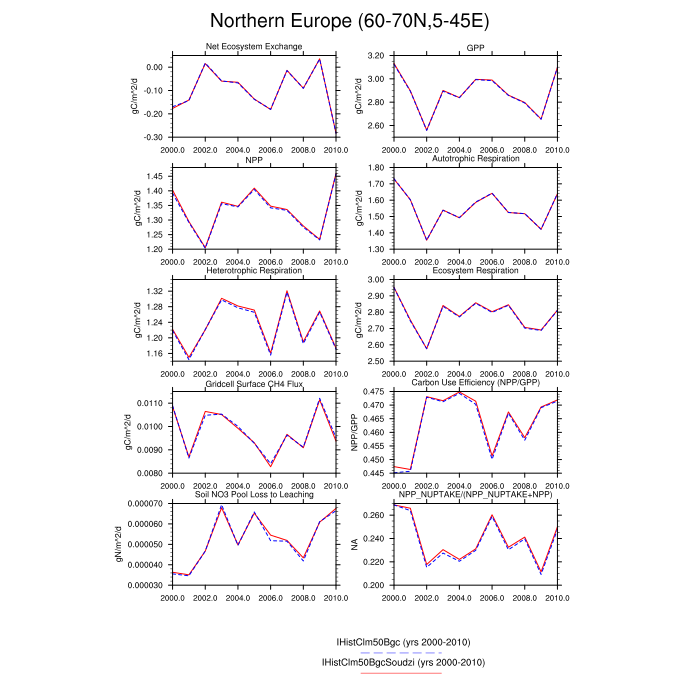 Northern Europe (60-70N,5-45E)
Net Ecosystem Exchange
gC/m^2/d
0.00
-0.10
-0.20
-0.30
2000.0 2002.0 2004.0 2006.0 2008.0 2010.0
GPP
gC/m^2/d
3.20
3.00
2.80
2.60
2000.0 2002.0 2004.0 2006.0 2008.0 2010.0
NPP
gC/m^2/d
1.45
1.40
1.35
1.30
1.25
1.20
2000.0 2002.0 2004.0 2006.0 2008.0 2010.0
Autotrophic Respiration
gC/m^2/d
1.80
1.70
1.60
1.50
1.40
1.30
2000.0 2002.0 2004.0 2006.0 2008.0 2010.0
Heterotrophic Respiration
gC/m^2/d
1.32
1.28
1.24
1.20
1.16
2000.0 2002.0 2004.0 2006.0 2008.0 2010.0
Ecosystem Respiration
gC/m^2/d
3.00
2.90
2.80
2.70
2.60
2.50
2000.0 2002.0 2004.0 2006.0 2008.0 2010.0
Gridcell Surface CH4 Flux
gC/m^2/d
0.0110
0.0100
0.0090
0.0080
2000.0 2002.0 2004.0 2006.0 2008.0 2010.0
Carbon Use Efficiency (NPP/GPP)
NPP/GPP
0.475
0.470
0.465
0.460
0.455
0.450
0.445
2000.0 2002.0 2004.0 2006.0 2008.0 2010.0
Soil NO3 Pool Loss to Leaching
gN/m^2/d
0.000070
0.000060
0.000050
0.000040
0.000030
2000.0 2002.0 2004.0 2006.0 2008.0 2010.0
NPP_NUPTAKE/(NPP_NUPTAKE+NPP)
NA
0.260
0.240
0.220
0.200
2000.0 2002.0 2004.0 2006.0 2008.0 2010.0
IHistClm50Bgc (yrs 2000-2010)
IHistClm50BgcSoudzi (yrs 2000-2010)